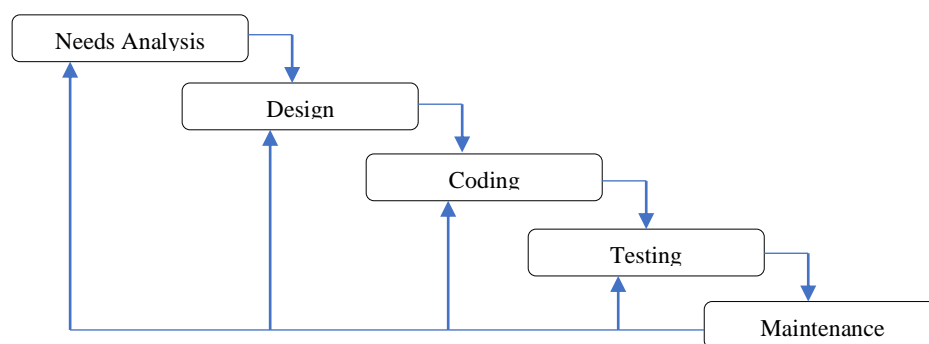 Needs Analysis
Design
Coding
Testing
Maintenance